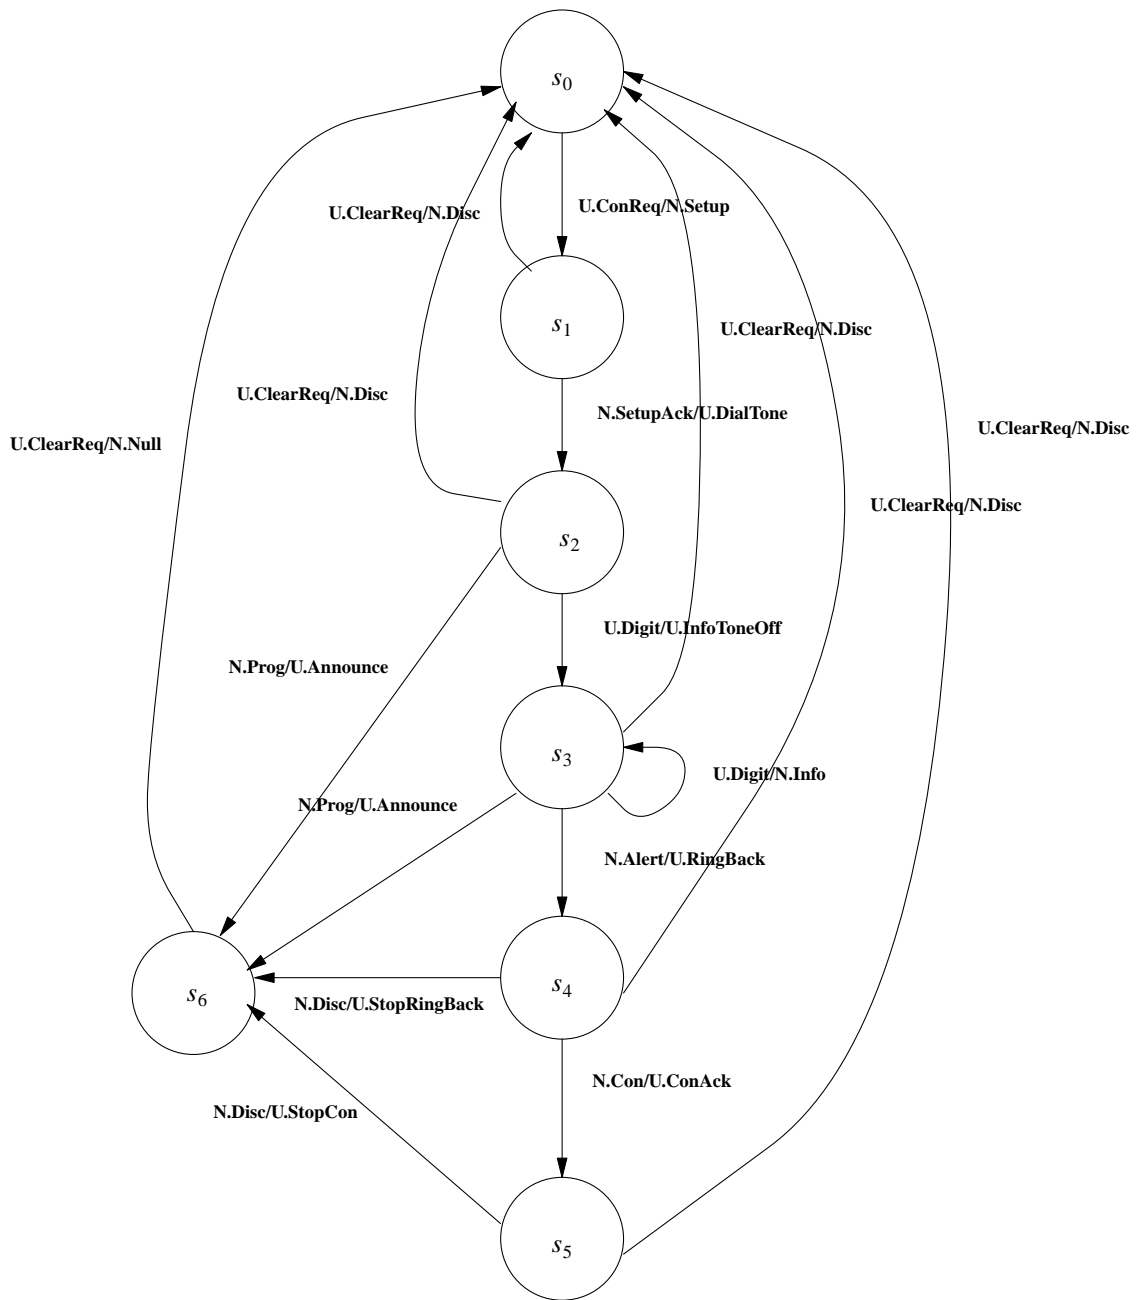 s0
U.ClearReq/N.Disc
U.ConReq/N.Setup
s1
U.ClearReq/N.Disc
U.ClearReq/N.Disc
N.SetupAck/U.DialTone
U.ClearReq/N.Disc
U.ClearReq/N.Null
U.ClearReq/N.Disc
s2
U.Digit/U.InfoToneOff
N.Prog/U.Announce
s3
U.Digit/N.Info
N.Prog/U.Announce
N.Alert/U.RingBack
s4
s6
N.Disc/U.StopRingBack
N.Con/U.ConAck
N.Disc/U.StopCon
s5